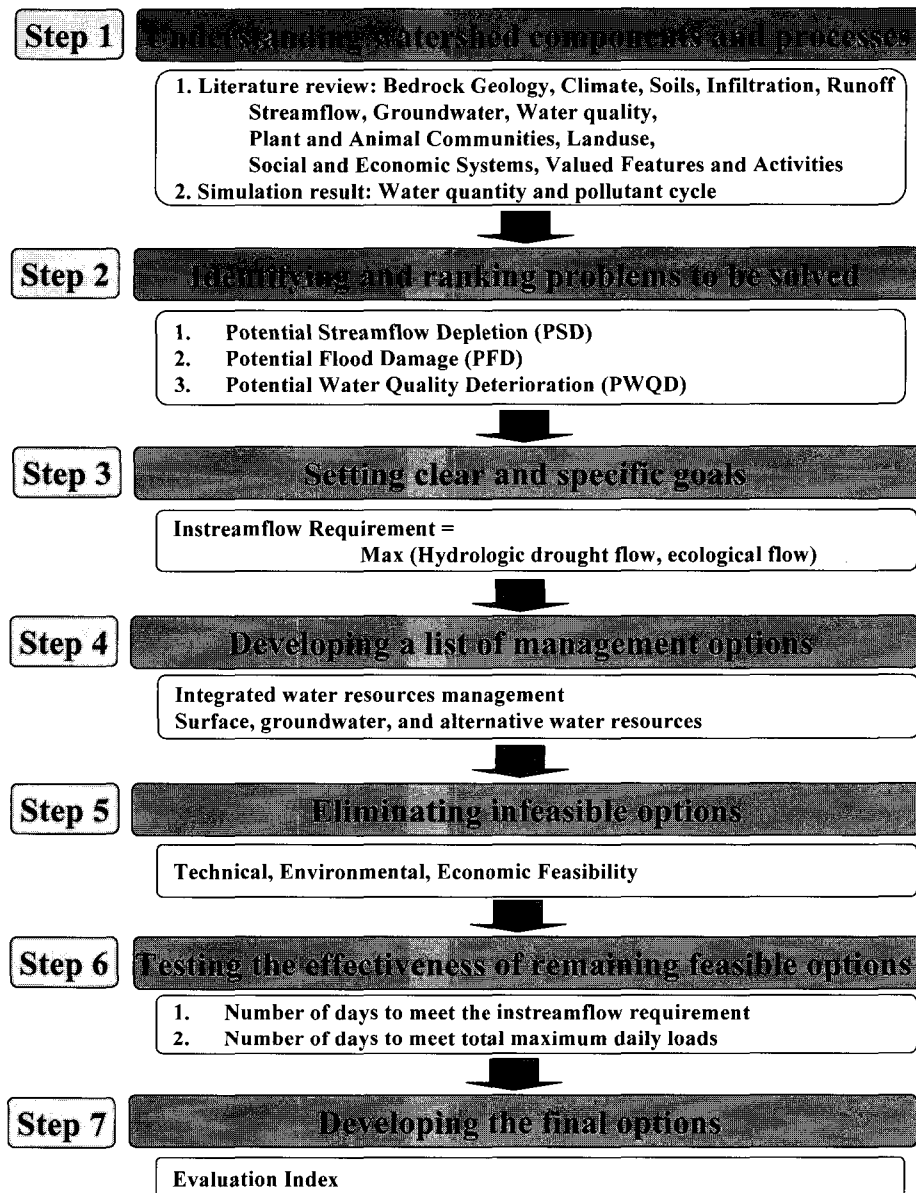 Step 1 Understanding watershed components and processes
1. Literature review: Bedrock Geology, Climate, Soils, Infiltration, Runoff
Streamflow, Groundwater, Water quality,
Plant and Animal Communities, Landuse,
Social and Economic Systems, Valued Features and Activities
2. Simulation result: Water quantity and pollutant cycle
Step 2 Identifying and ranking problems to be solved
1. Potential Streamflow Depletion (PSD)
2. Potential Flood Damage (PFD)
3. Potential Water Quality Deterioration (PWQD)
Step 3 Setting clear and specific goals
Instreamflow Requirement =
Max (Hydrologic drought flow, ecological flow)
Step 4 Developing a list of management options
Integrated water resources management
Surface, groundwater, and alternative water resources
Step 5 Eliminating infeasible options
Technical, Environmental, Economic Feasibility
Step 6 Testing the effectiveness of remaining feasible options
1. Number of days to meet the instreamflow requirement
2. Number of days to meet total maximum daily loads
Step 7 Developing the final options
Evaluation Index